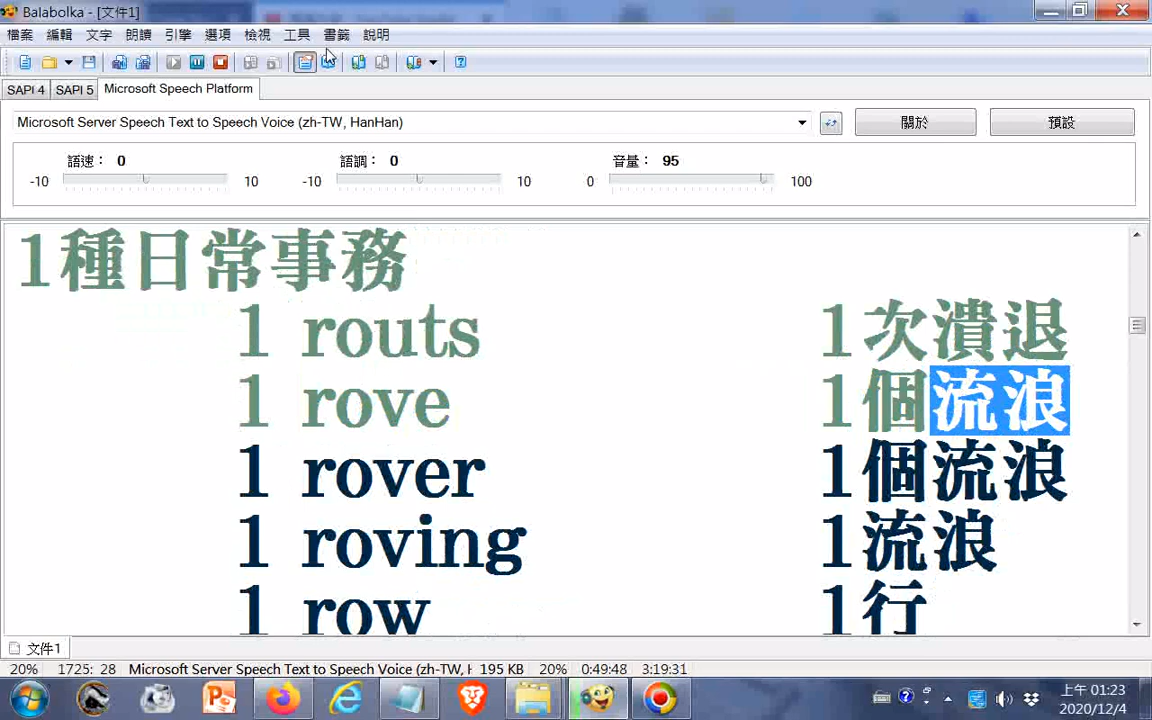 Balabolka - [文件1]
檔案 編輯 文字 朗讀 引擎 選項 檢視 工具 書籤 說明
SAPI 4 SAPI 5 Microsoft Speech Platform
Microsoft Server Speech Text to Speech Voice (zh-TW, HanHan) 關於 預設
語速： 0 語調： 0 音量： 95
-10 10 -10 10 0 100
1種日常事務
1 routs 1次潰退
1 rove 1個流浪
1 rover 1個流浪
1 roving 1流浪
1 row 1行
文件1
20% 1725: 28 Microsoft Server Speech Text to Speech Voice (zh-TW, 195 KB 20% 0:49:48 3:19:31
上午 01:23
2020/12/4